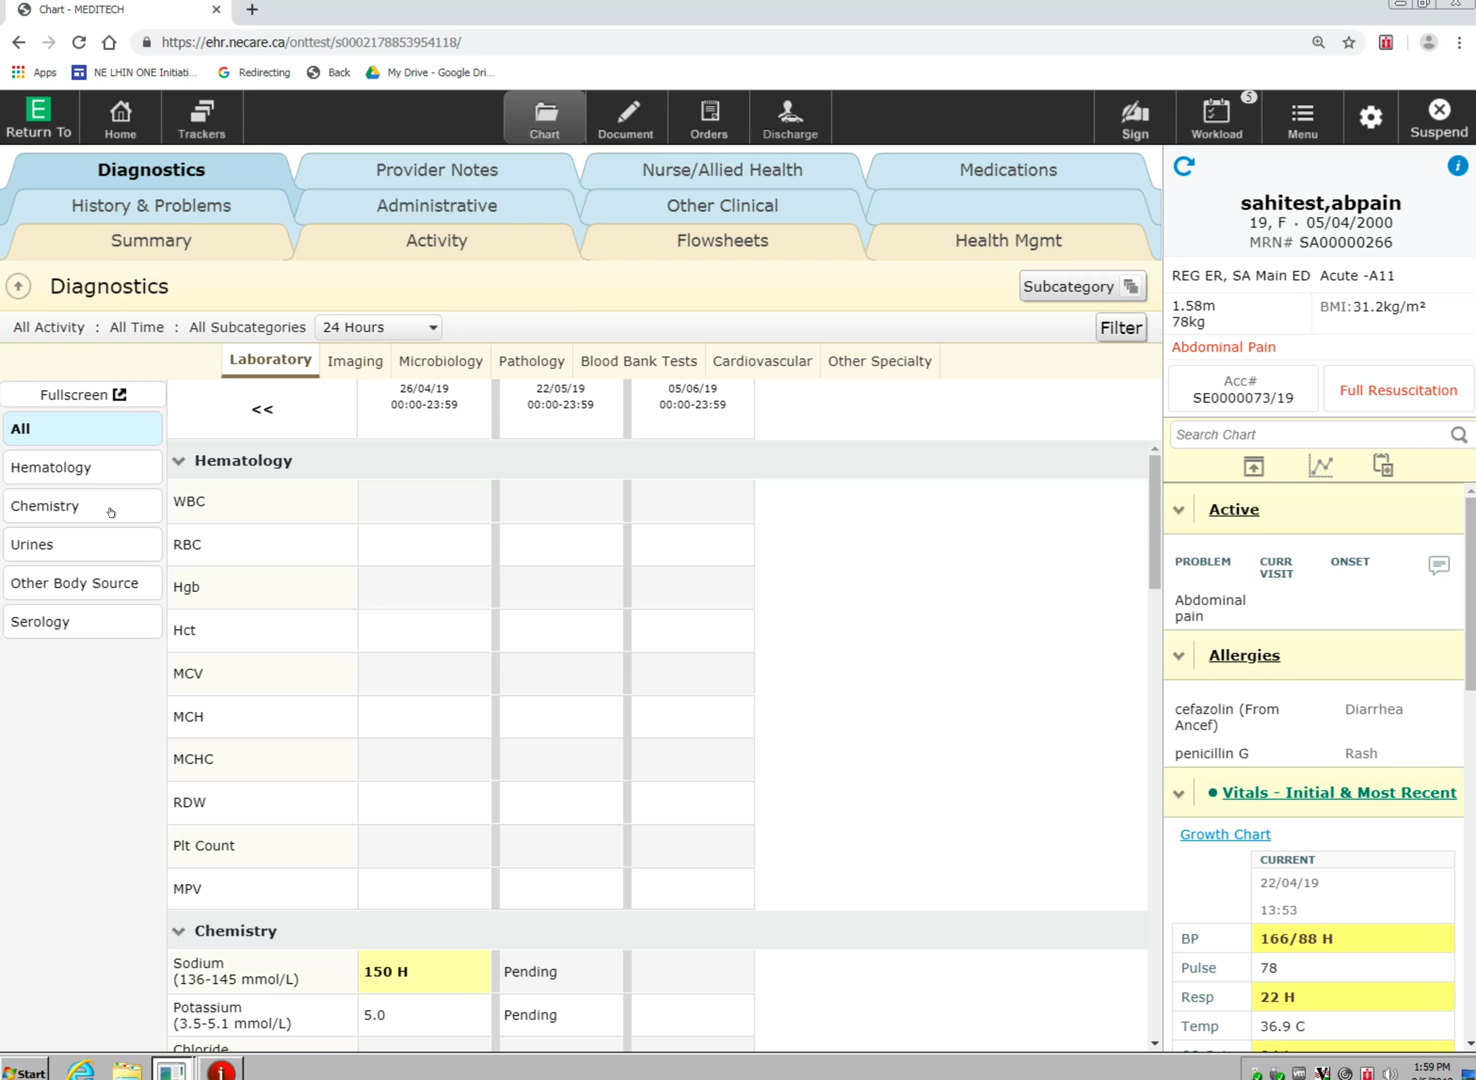 Chart - MEDITECH
https://ehr.necare.ca/onttest/s0002178853954118/
Apps NE LHIN ONE Initiati... Redirecting Back My Drive - Google Dri...
E
Return To Home Trackers Chart Document Orders Discharge Sign Workload 5 Menu Suspend
Diagnostics Provider Notes Nurse/Allied Health Medications
History & Problems Administrative Other Clinical
Summary Activity Flowsheets Health Mgmt
Diagnostics Subcategory
All Activity : All Time : All Subcategories 24 Hours Filter
Laboratory Imaging Microbiology Pathology Blood Bank Tests Cardiovascular Other Specialty
Fullscreen
All
Hematology
Chemistry
Urines
Other Body Source
Serology
<< 26/04/19 22/05/19 05/06/19
00:00-23:59 00:00-23:59 00:00-23:59
Hematology
WBC
RBC
Hgb
Hct
MCV
MCH
MCHC
RDW
Plt Count
MPV
Chemistry
Sodium
(136-145 mmol/L) 150 H Pending
Potassium
(3.5-5.1 mmol/L) 5.0 Pending
Chloride
sahitest,abpain
19, F · 05/04/2000
MRN# SA00000266
REG ER, SA Main ED Acute -A11
1.58m BMI:31.2kg/m²
78kg
Abdominal Pain
Acc#
SE0000073/19
Full Resuscitation
Search Chart
Active
PROBLEM CURR VISIT ONSET
Abdominal
pain
Allergies
cefazolin (From Diarrhea
Ancef)
penicillin G Rash
Vitals - Initial & Most Recent
Growth Chart
CURRENT
22/04/19
13:53
BP 166/88 H
Pulse 78
Resp 22 H
Temp 36.9 C
Start
1:59 PM